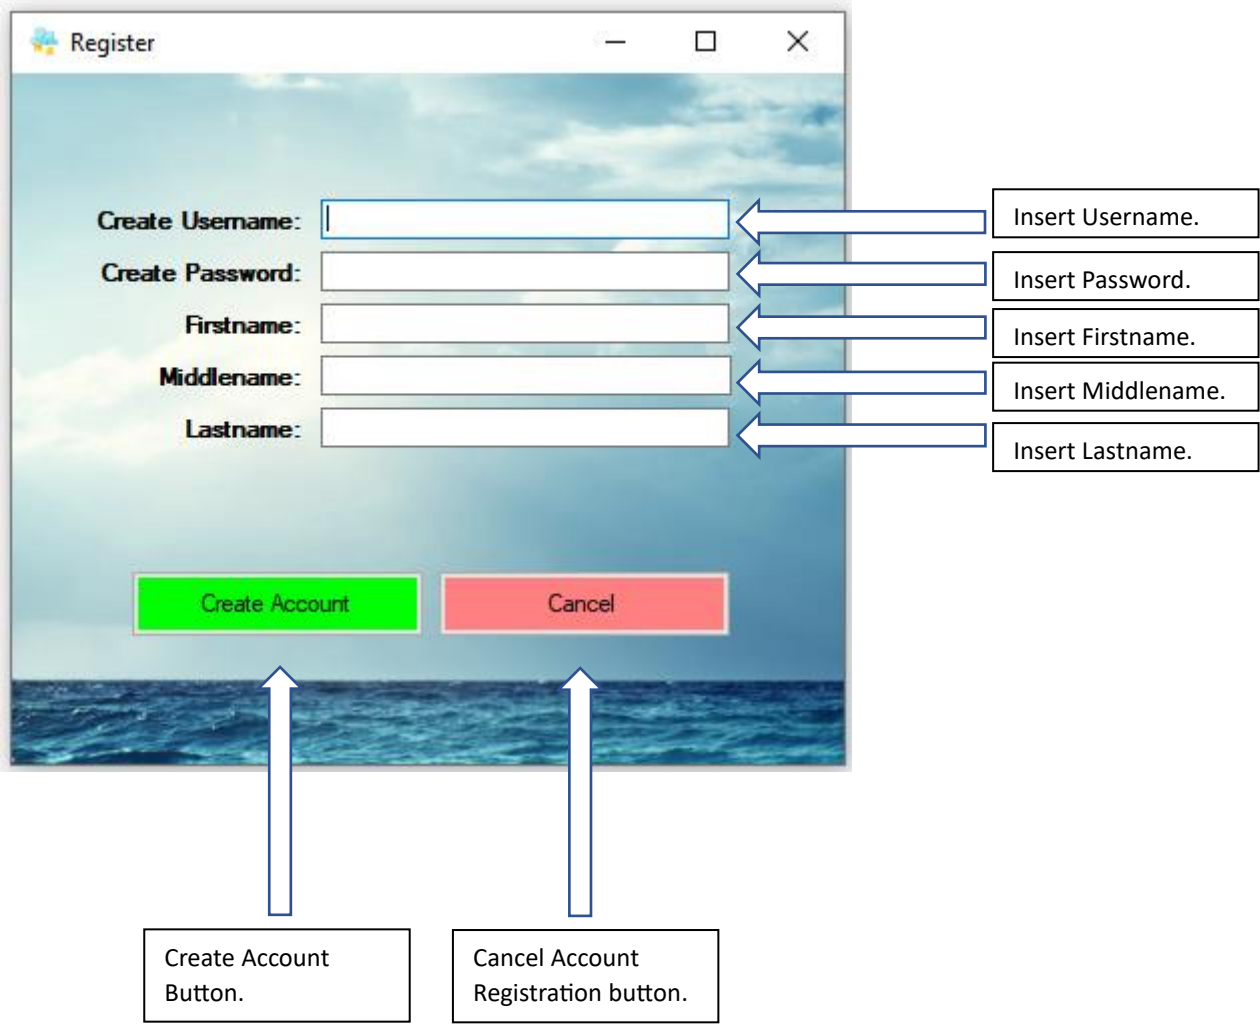 Register
Create Username:
Insert Username.
Create Password:
Insert Password.
Firstname:
Insert Firstname.
Middlename:
Insert Middlename.
Lastname:
Insert Lastname.
Create Account
Cancel
Create Account
Button.
Cancel Account
Registration button.